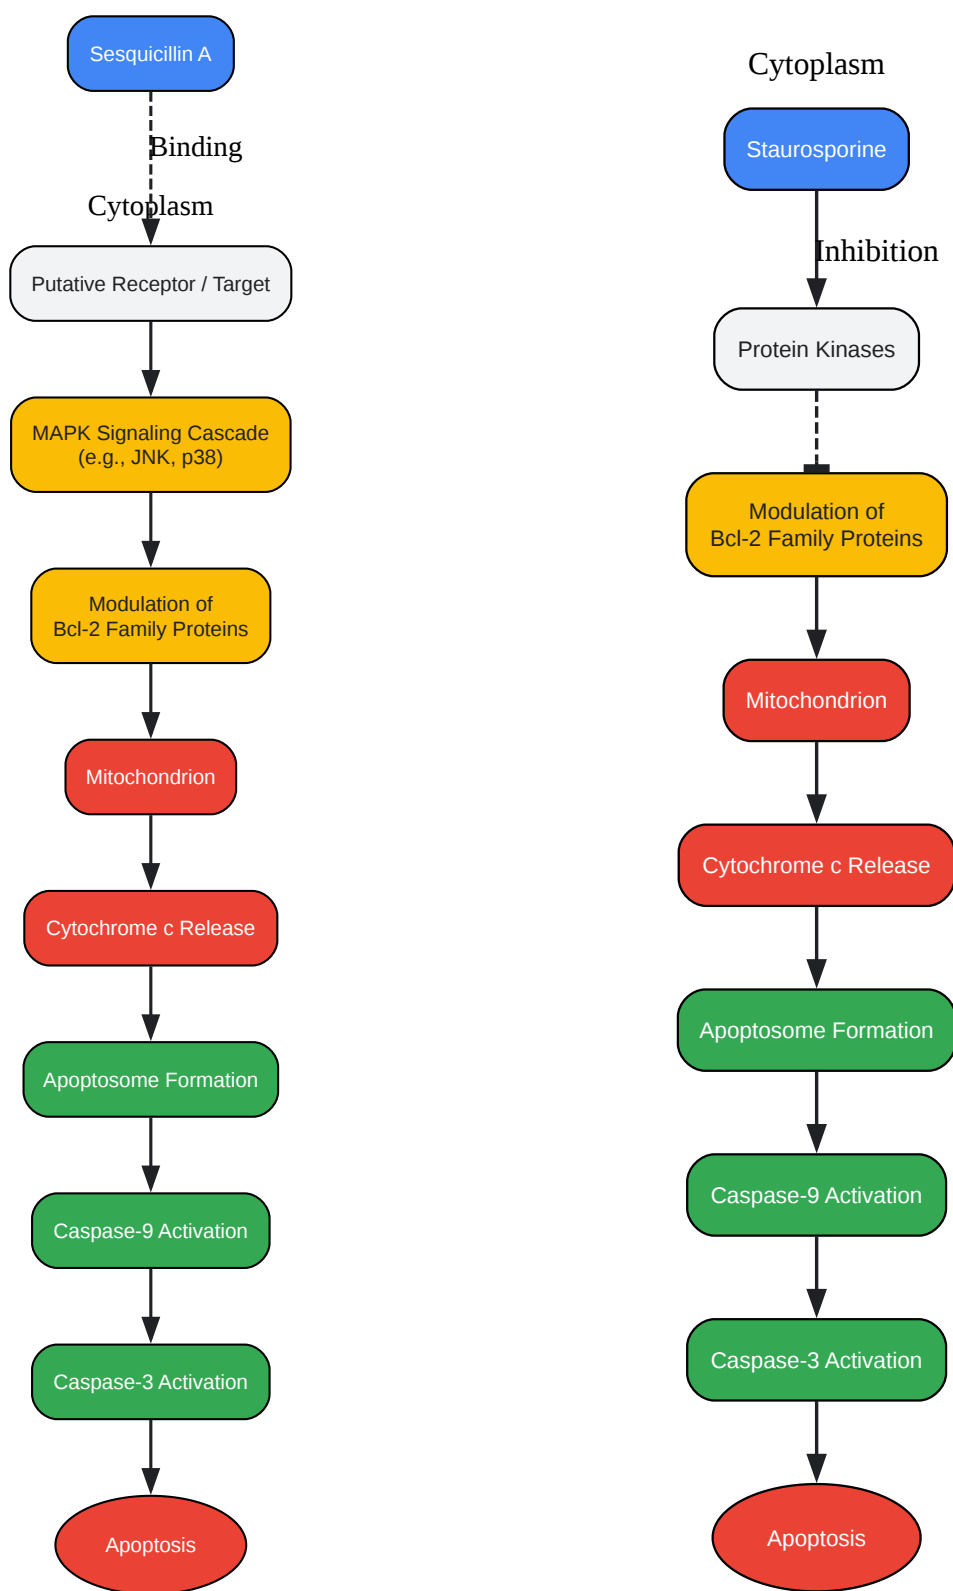 Sesquicillin A
Binding
Cytoplasm
Putative Receptor / Target
MAPK Signaling Cascade
(e.g., JNK, p38)
Modulation of
Bcl-2 Family Proteins
Mitochondrion
Cytochrome c Release
Apoptosome Formation
Caspase-9 Activation
Caspase-3 Activation
Apoptosis
Cytoplasm
Staurosporine
Inhibition
Protein Kinases
Modulation of
Bcl-2 Family Proteins
Mitochondrion
Cytochrome c Release
Apoptosome Formation
Caspase-9 Activation
Caspase-3 Activation
Apoptosis